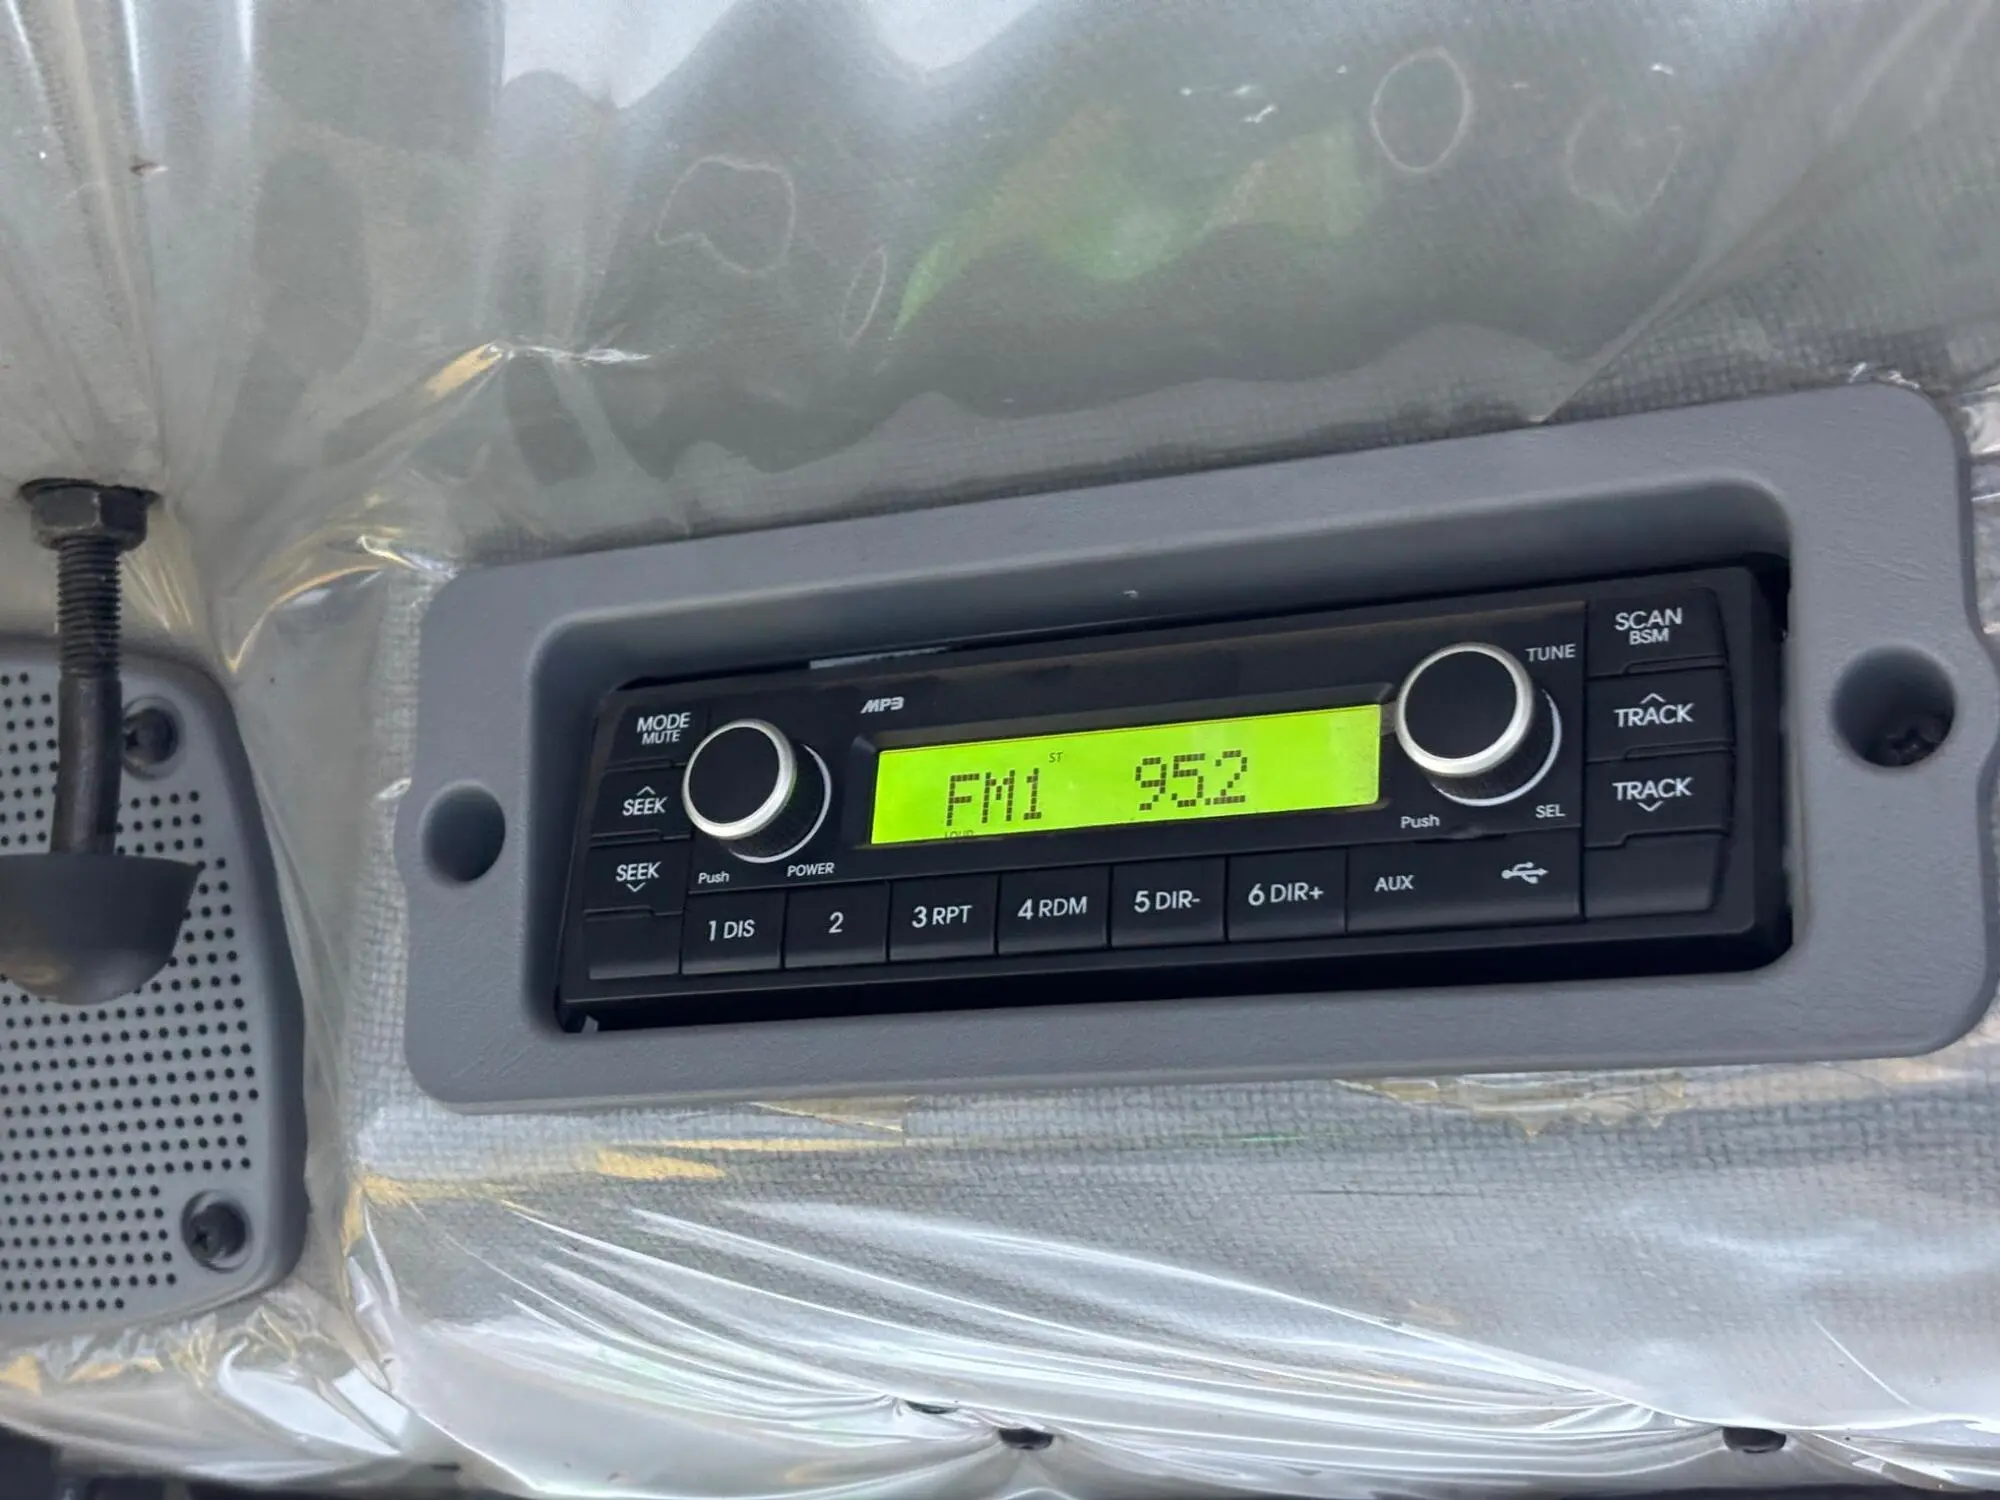 MP3
MODE
MUTE
SEEK
SEEK
Push
POWER
ST
FM1 95.2
LOUD
TUNE
Push
SEL
SCAN
BSM
TRACK
TRACK
1 DIS
2
3 RPT
4 RDM
5 DIR-
6 DIR+
AUX